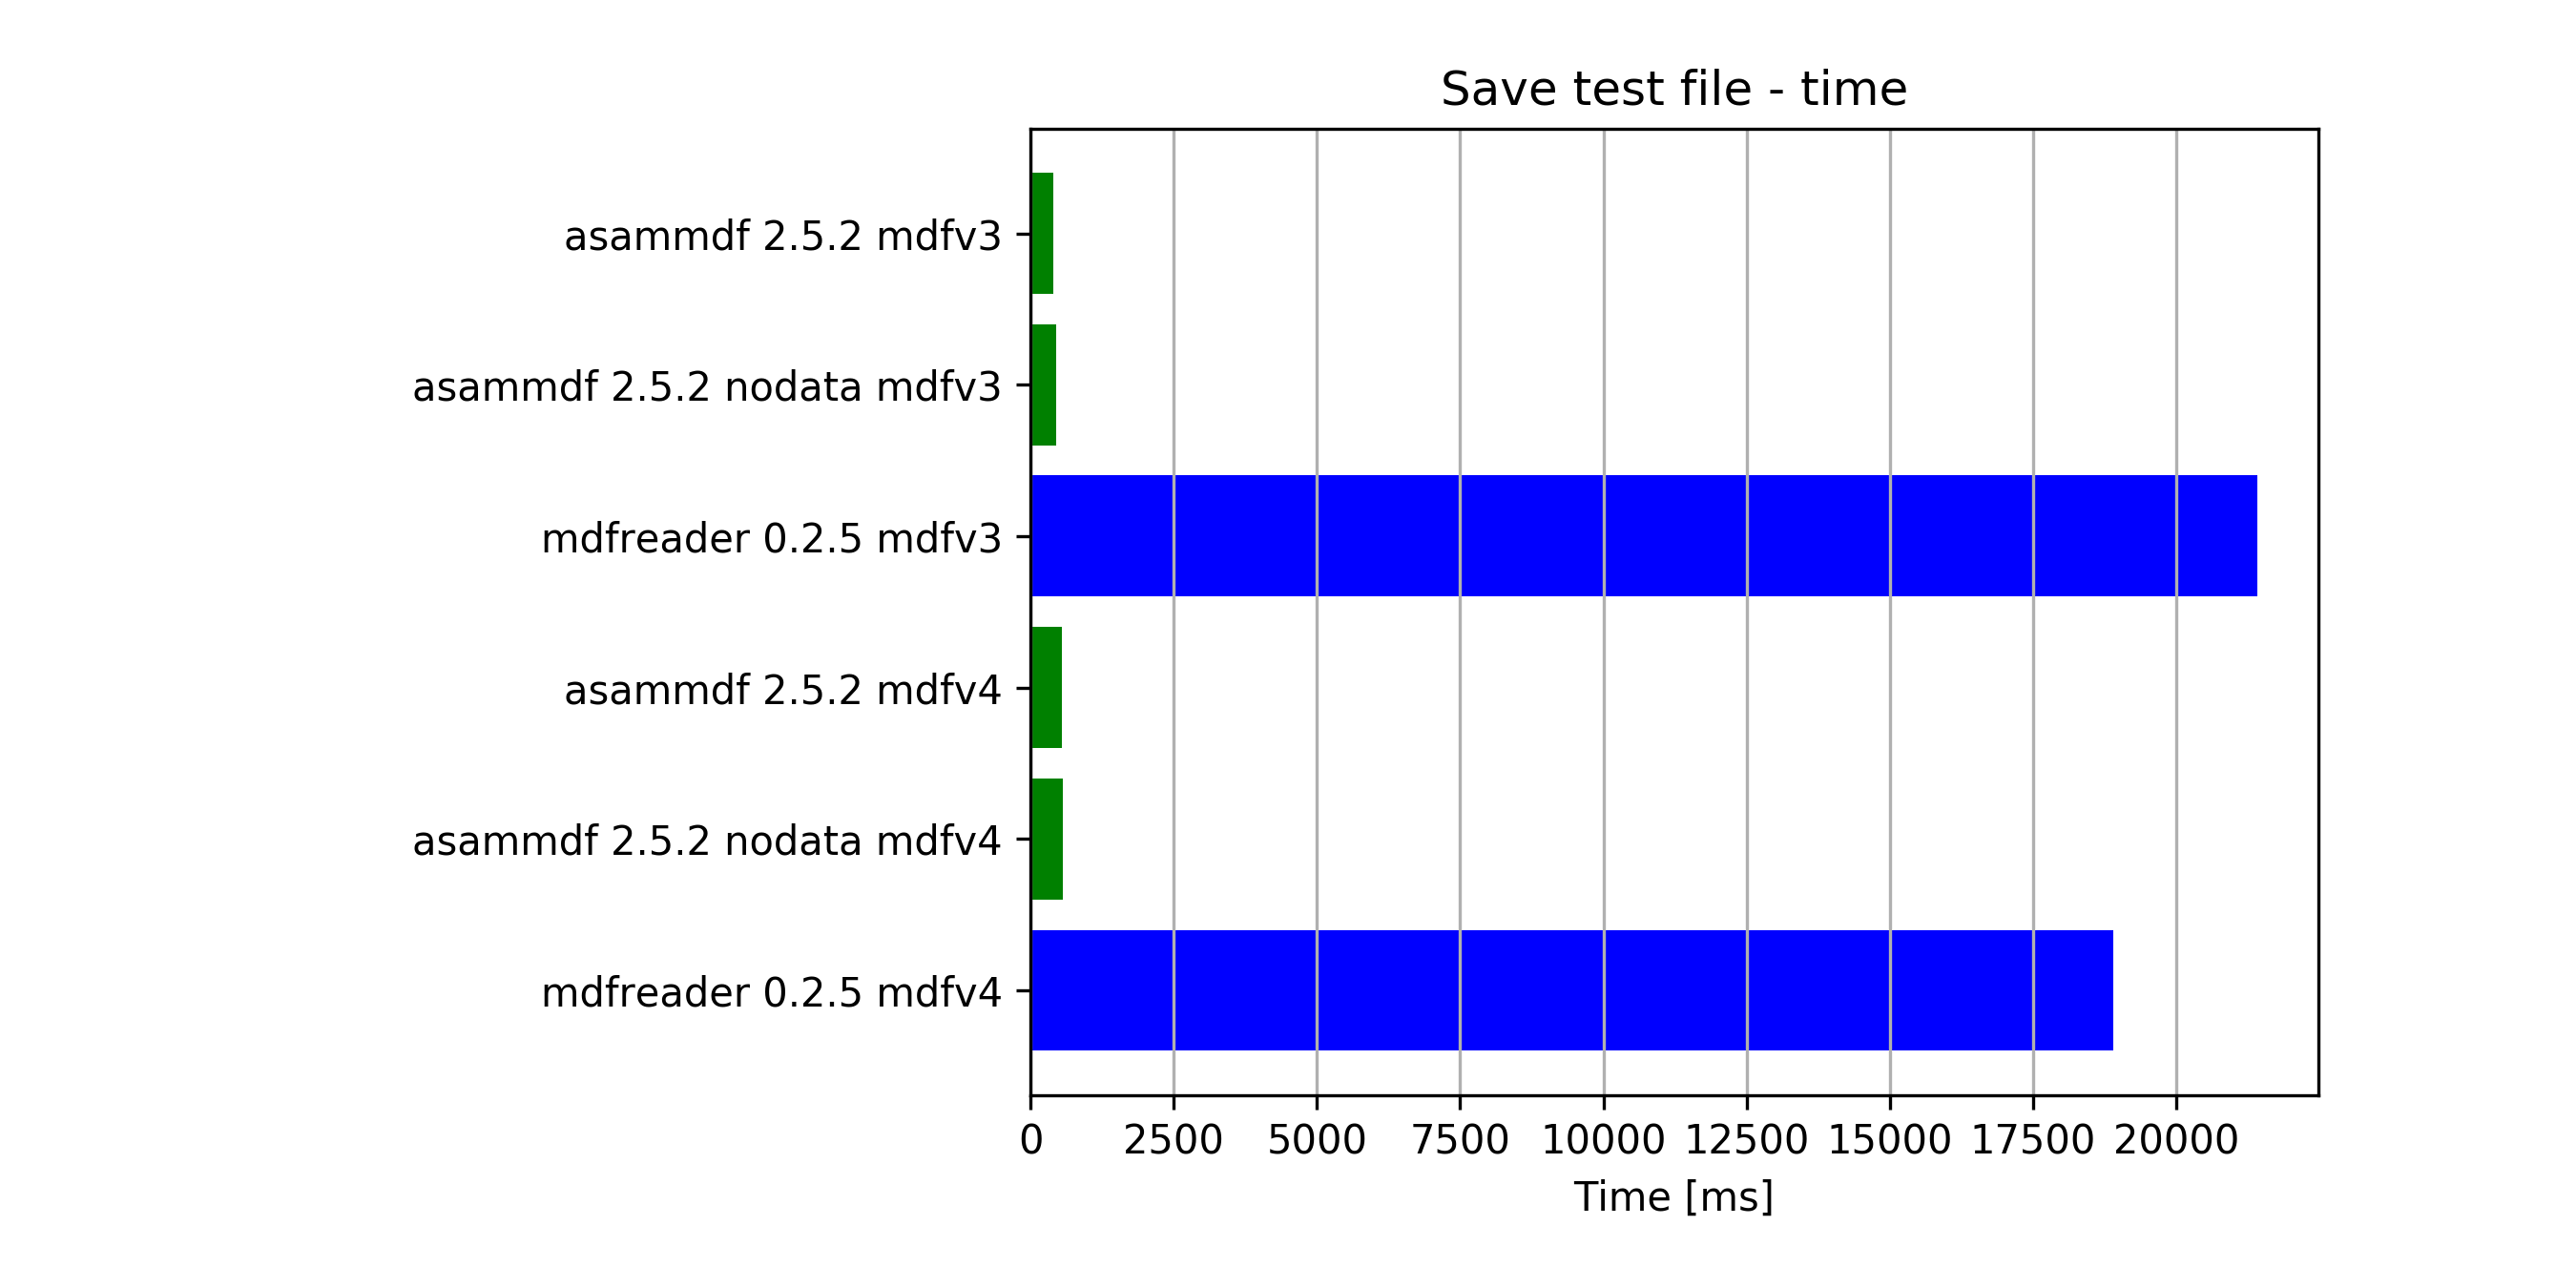 Save test file - time
asammdf 2.5.2 mdfv3
asammdf 2.5.2 nodata mdfv3
mdfreader 0.2.5 mdfv3
asammdf 2.5.2 mdfv4
asammdf 2.5.2 nodata mdfv4
mdfreader 0.2.5 mdfv4
0 2500 5000 7500 10000 12500 15000 17500 20000
Time [ms]